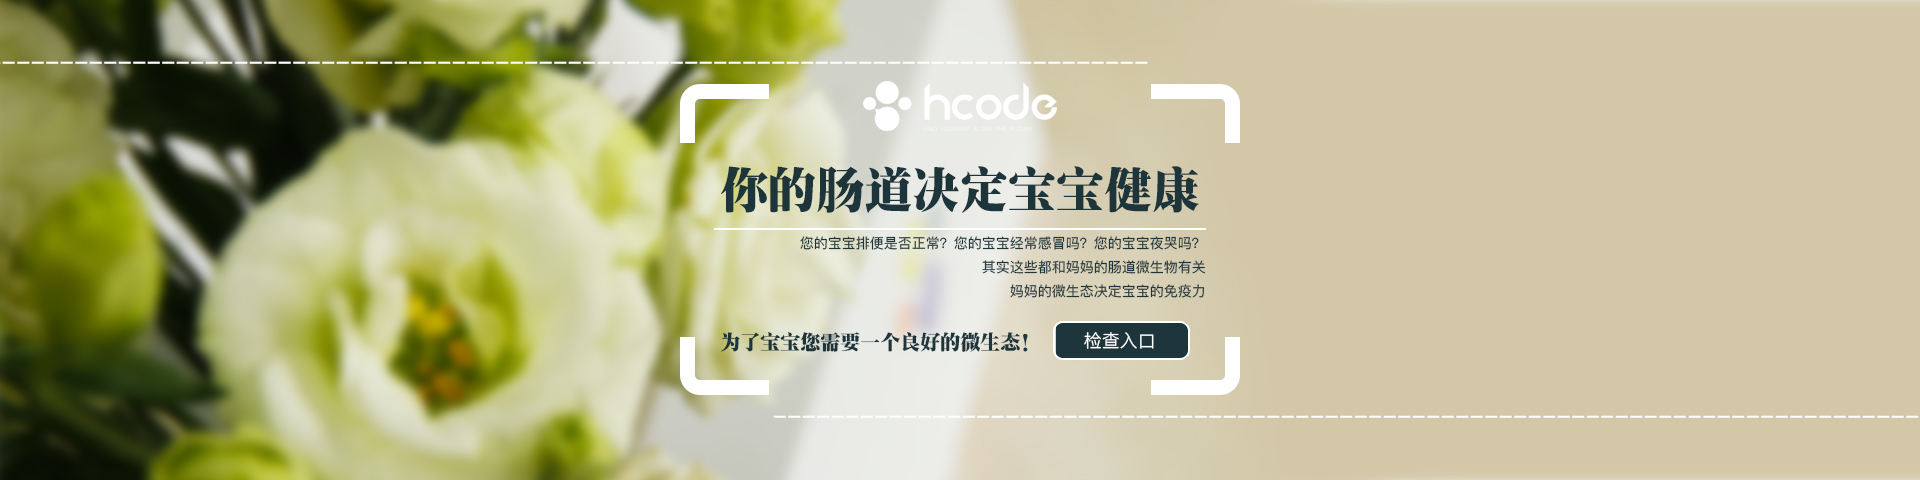 hcode
你的肠道决定宝宝健康
您的宝宝排便是否正常？您的宝宝经常感冒吗？您的宝宝夜哭吗？
其实这些都和妈妈的肠道微生物有关
妈妈的微生态决定宝宝的免疫力
为了宝宝您需要一个良好的微生态！
检查入口